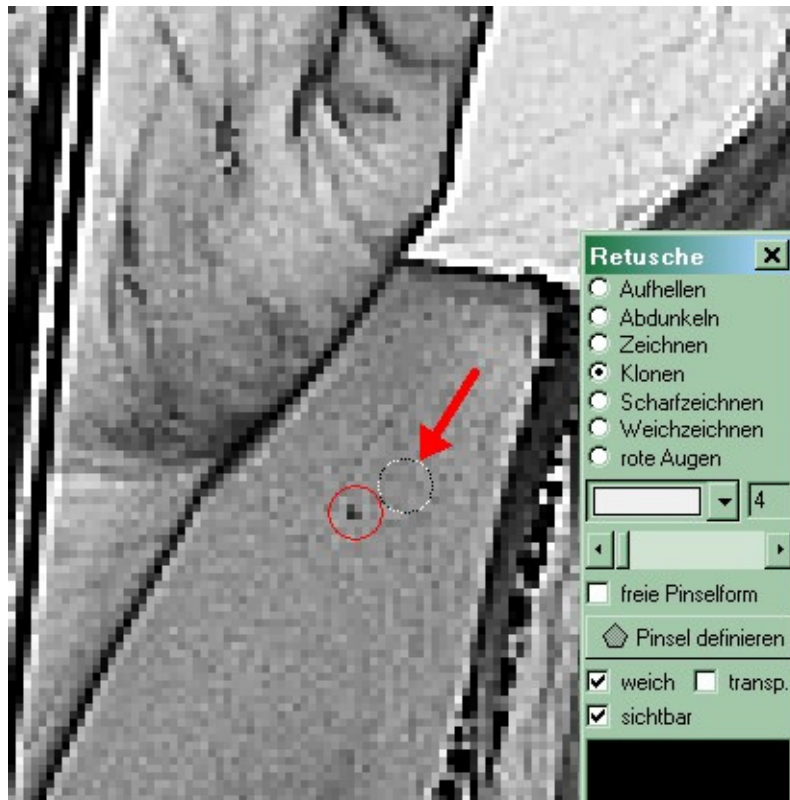 Retusche
Aufhellen
Abdunkeln
Zeichnen
Klonen
Scharfzeichnen
Weichzeichnen
rote Augen
4
freie Pinselform
Pinsel definieren
weich transp.
sichtbar